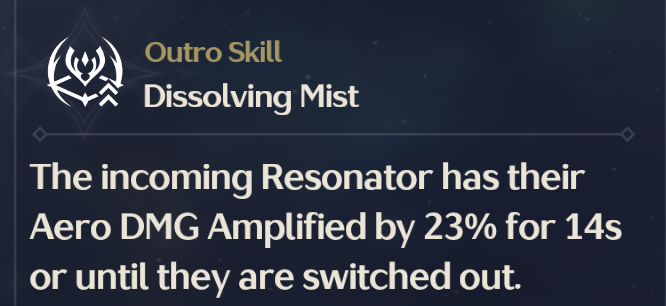 Outro Skill
Dissolving Mist
The incoming Resonator has their
Aero DMG Amplified by 23% for 14s
or until they are switched out.